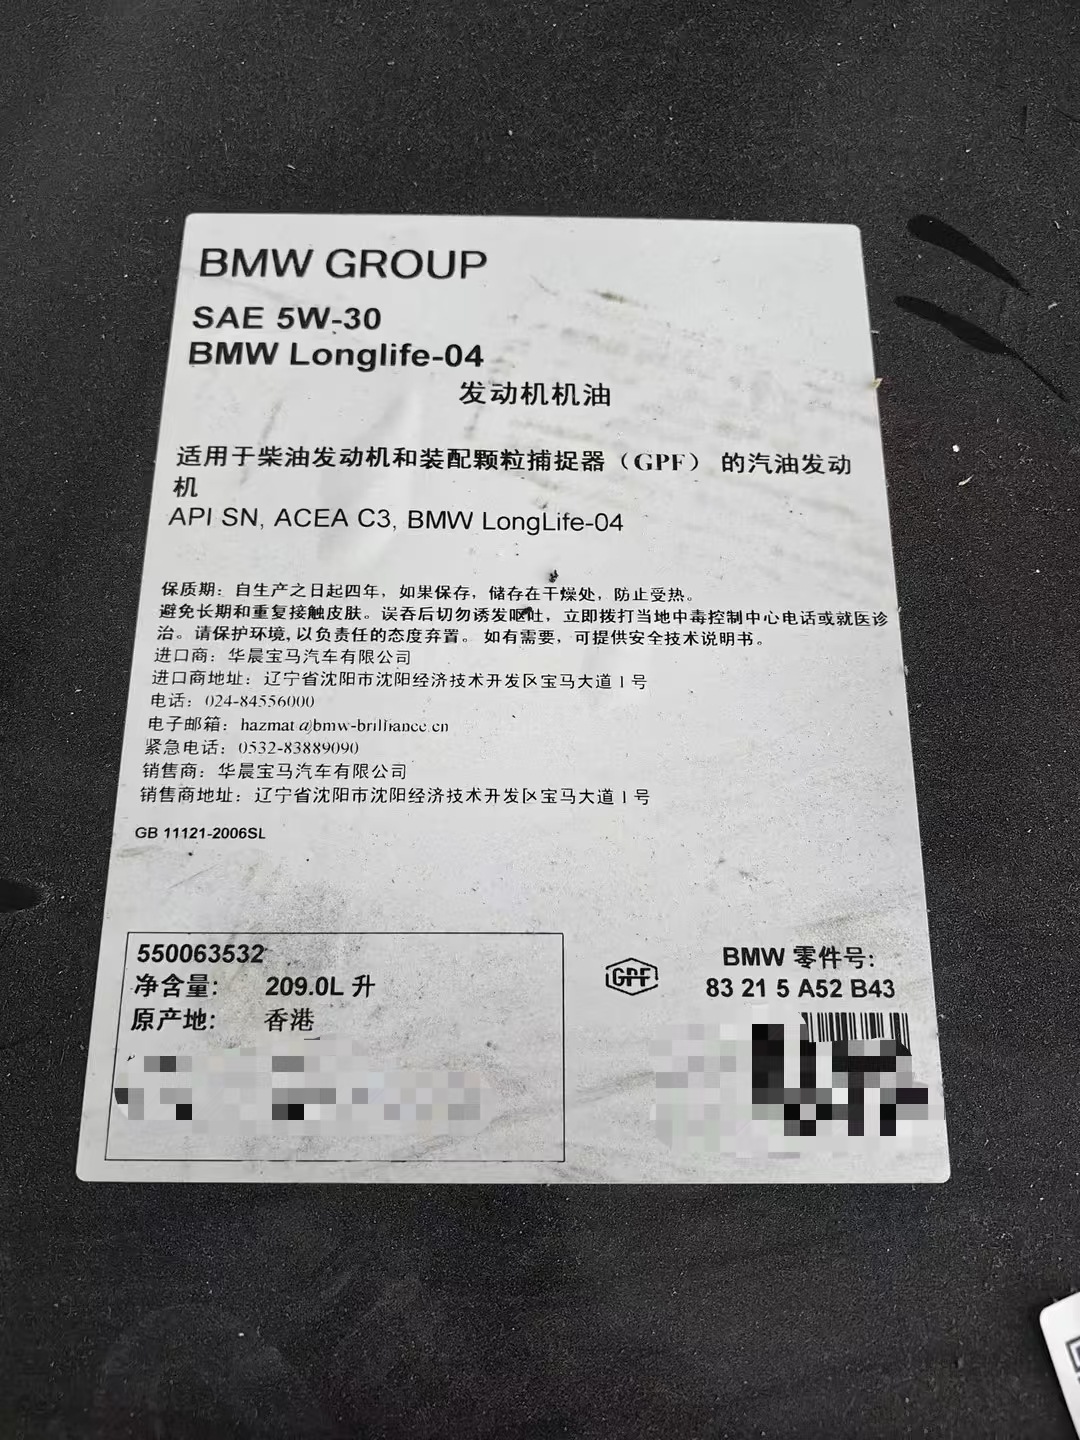 BMW GROUP
SAE 5W-30
BMW Longlife-04
发动机机油
适用于柴油发动机和装配颗粒捕捉器（GPF） 的汽油发动
机
API SN, ACEA C3, BMW LongLife-04
保质期：自生产之日起四年，如果保存，储存在干燥处，防止受热。
避免长期和重复接触皮肤。误吞后切勿诱发呕吐，立即拨打当地中毒控制中心电话或就医诊
治。请保护环境, 以负责任的态度弃置。 如有需要，可提供安全技术说明书。
进口商：华晨宝马汽车有限公司
进口商地址：辽宁省沈阳市沈阳经济技术开发区宝马大道 1 号
电话：024-84556000
电子邮箱：hazmat@bmw-brilliance.cn
紧急电话：0532-83889090
销售商：华晨宝马汽车有限公司
销售商地址：辽宁省沈阳市沈阳经济技术开发区宝马大道 1 号
GB 11121-2006SL
550063532
净含量： 209.0L 升
原产地： 香港
GPF
BMW 零件号:
83 21 5 A52 B43